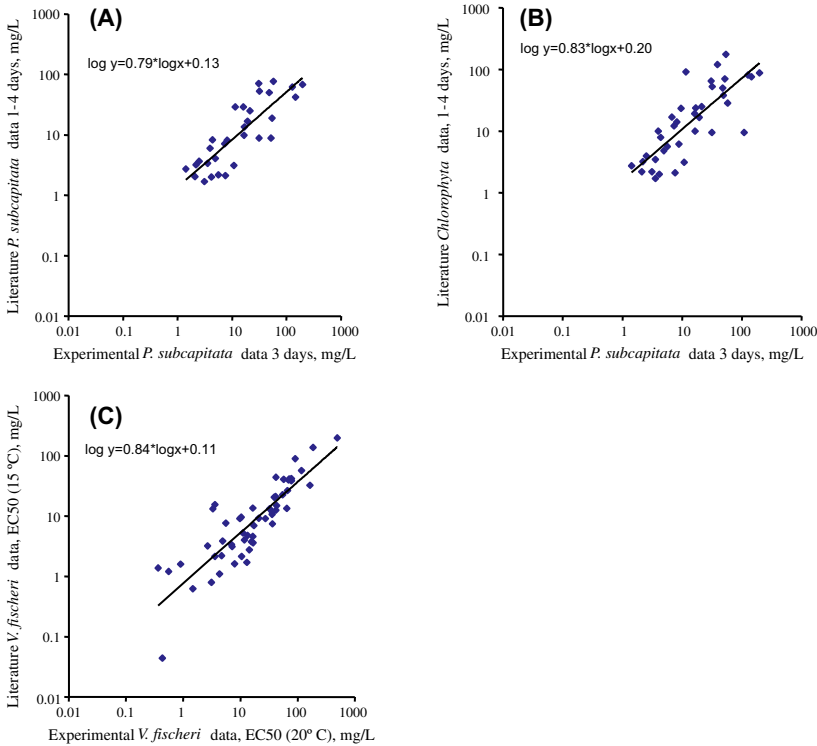 (A)
log y=0.79*logx+0.13
Literature P. subcapitata data 1-4 days, mg/L
1000
100
10
1
0.1
0.01
0.01 0.1 1 10 100 1000
Experimental P. subcapitata data 3 days, mg/L
(B)
log y=0.83*logx+0.20
Literature Chlorophyta data, 1-4 days, mg/L
1000
100
10
1
0.1
0.01
0.01 0.1 1 10 100 1000
Experimental P. subcapitata data 3 days, mg/L
(C)
log y=0.84*logx+0.11
Literature V. fischeri data, EC50 (15 ºC), mg/L
1000
100
10
1
0.1
0.01
0.01 0.1 1 10 100 1000
Experimental V. fischeri data, EC50 (20º C), mg/L